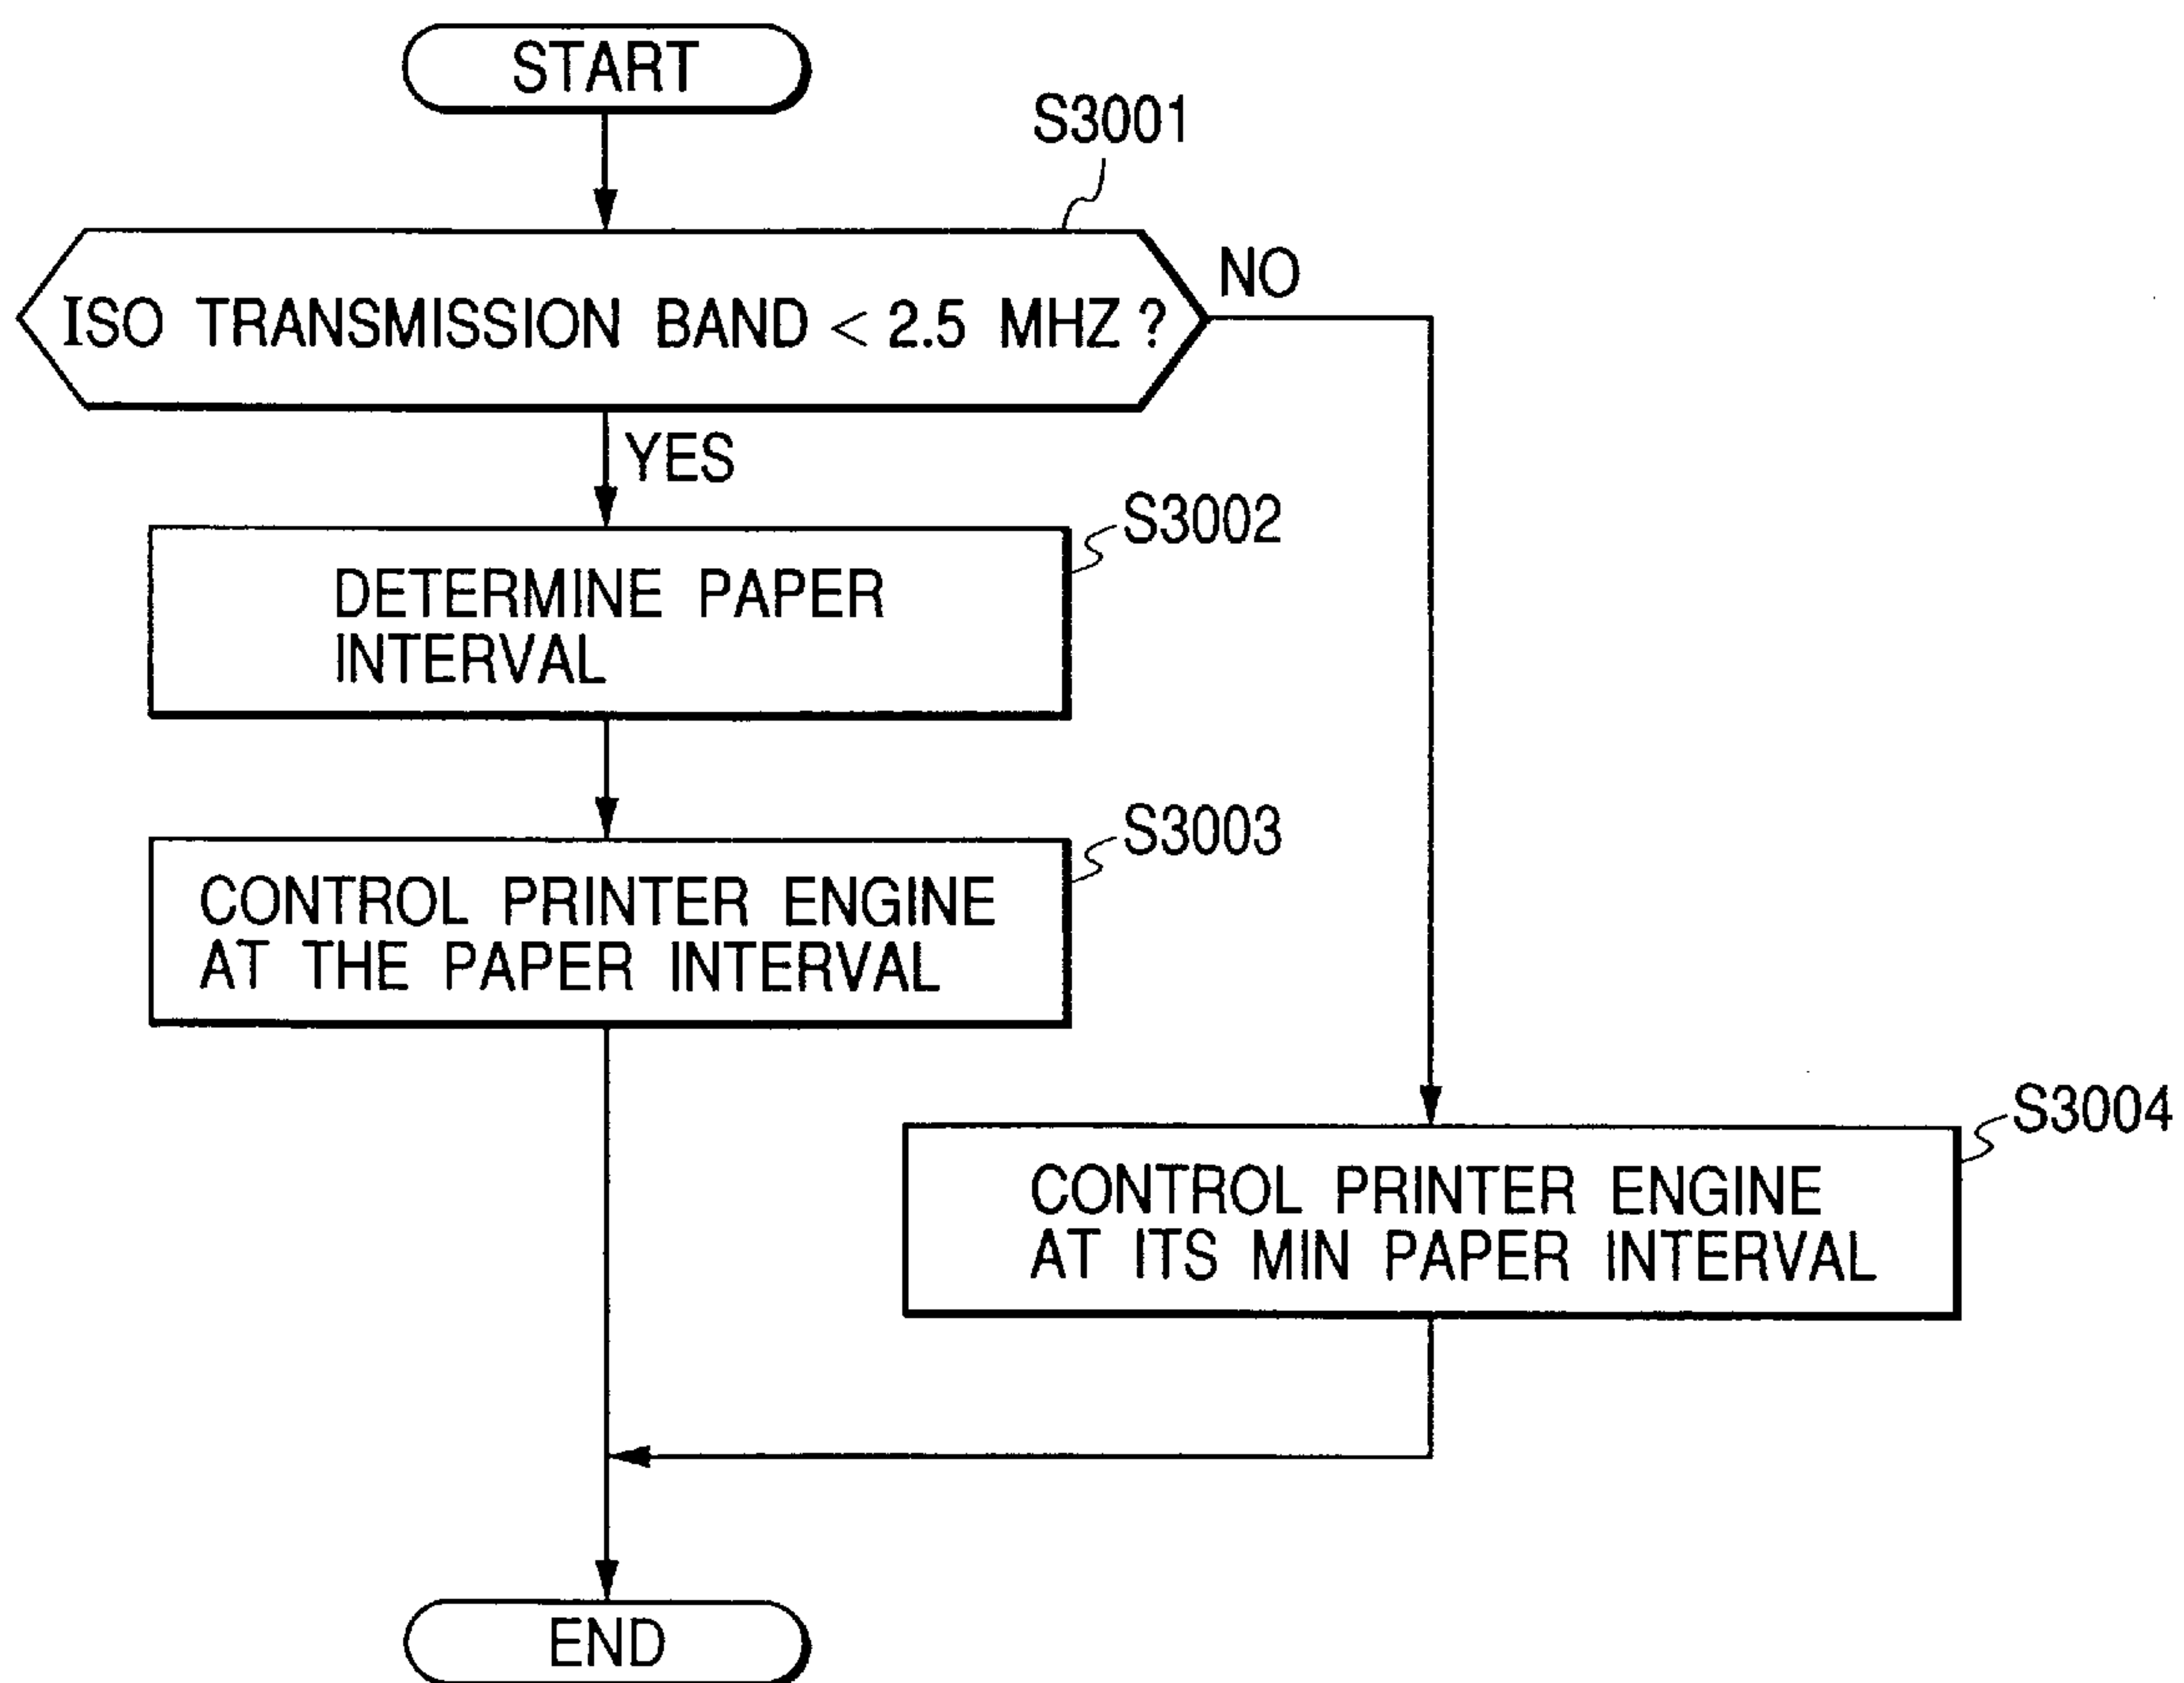 START
S3001
ISO TRANSMISSION BAND < 2.5 MHZ ?
NO
YES
S3002
DETERMINE PAPER
INTERVAL
S3003
CONTROL PRINTER ENGINE
AT THE PAPER INTERVAL
S3004
CONTROL PRINTER ENGINE
AT ITS MIN PAPER INTERVAL
END